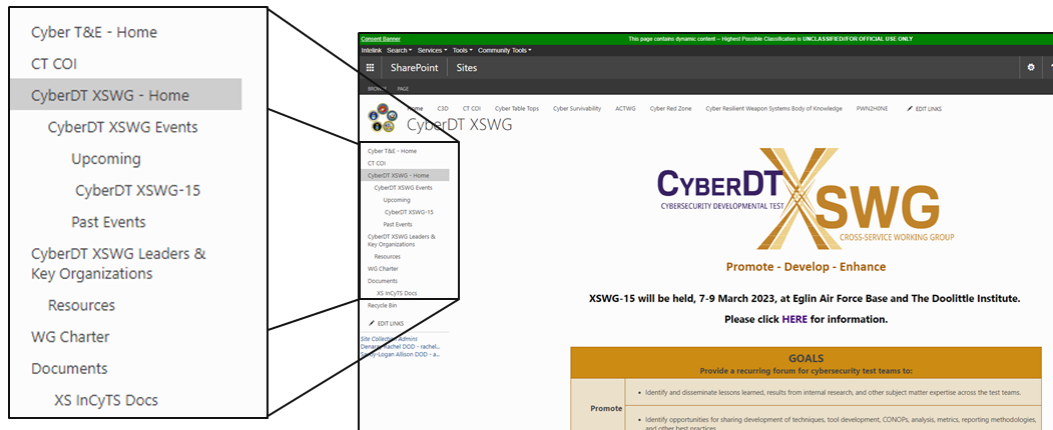 Cyber T&E - Home
CT COI
CyberDT XSWG - Home
CyberDT XSWG Events
Upcoming
CyberDT XSWG-15
Past Events
CyberDT XSWG Leaders &
Key Organizations
Resources
WG Charter
Documents
XS InCyTS Docs
Consent Banner
This page contains dynamic content -- Highest Possible Classification is UNCLASSIFIED//FOR OFFICIAL USE ONLY
Intelink Search Services Tools Community Tools
SharePoint Sites
BROWSE PAGE
Home C3D CT COI Cyber Table Tops Cyber Survivability ACTWG Cyber Red Zone Cyber Resilient Weapon Systems Body of Knowledge PWN2H0NE EDIT LINKS
CyberDT XSWG
Cyber T&E - Home
CT COI
CyberDT XSWG - Home
CyberDT XSWG Events
Upcoming
CyberDT XSWG-15
Past Events
CyberDT XSWG Leaders &
Key Organizations
Resources
WG Charter
Documents
XS InCyTS Docs
Recycle Bin
EDIT LINKS
Site Collection Admins
Rachel DOD - rachel...
Allison DOD - a...
CYBERDT XSWG
CYBERSECURITY DEVELOPMENTAL TEST
CROSS-SERVICE WORKING GROUP
Promote - Develop - Enhance
XSWG-15 will be held, 7-9 March 2023, at Eglin Air Force Base and The Doolittle Institute.
Please click HERE for information.
GOALS
Provide a recurring forum for cybersecurity test teams to:
Promote
• Identify and disseminate lessons learned, results from internal research, and other subject matter expertise across the test teams.
• Identify opportunities for sharing development of techniques, tool development, CONOPs, analysis, metrics, reporting methodologies,
and other best practices